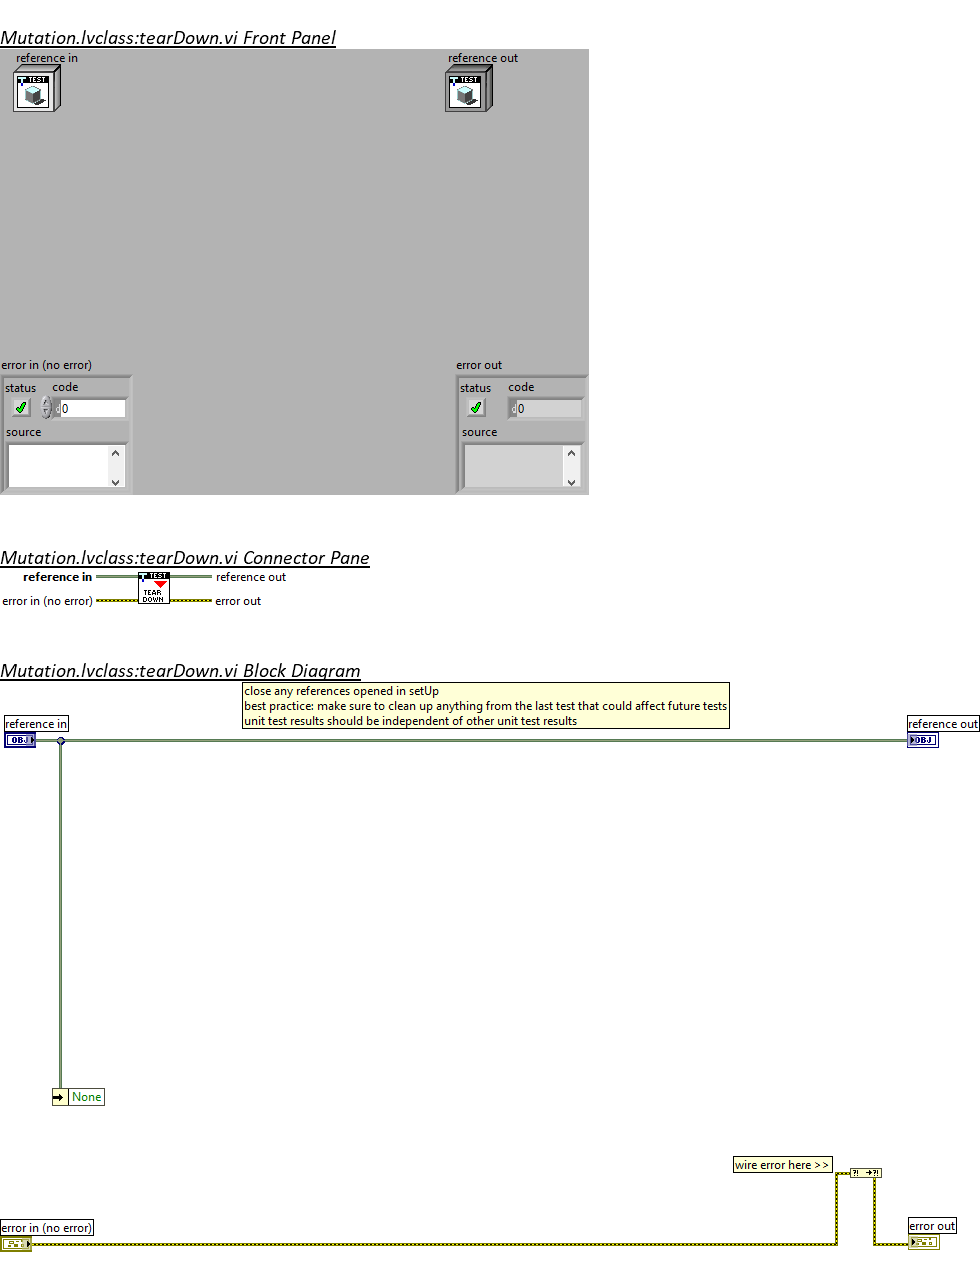 Mutation.lvclass:tearDown.vi Front Panel
reference in
reference out
TEST
TEST
error in (no error)
error out
status code
status code
d0
d0
source
source
Mutation.lvclass:tearDown.vi Connector Pane
reference in
TEST
TEAR
DOWN
reference out
error in (no error)
error out
Mutation.lvclass:tearDown.vi Block Diagram
close any references opened in setUp
best practice: make sure to clean up anything from the last test that could affect future tests
unit test results should be independent of other unit test results
reference in
reference out
OBJ
OBJ
None
wire error here >>
?! ?!
error in (no error)
error out